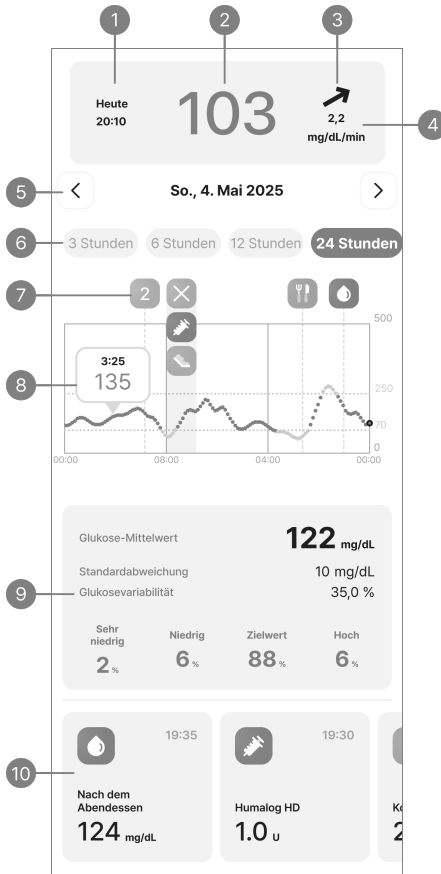 1
2
3
Heute
20:10
103
2,2
mg/dL/min
4
5
So., 4. Mai 2025
6
3 Stunden
6 Stunden
12 Stunden
24 Stunden
7
2
500
8
3:25
135
250
70
0
00:00
08:00
04:00
00:00
Glukose-Mittelwert
122 mg/dL
Standardabweichung
10 mg/dL
9
Glukosevariabilität
35,0 %
Sehr
niedrig
2 %
Niedrig
6 %
Zielwert
88 %
Hoch
6 %
10
19:35
Nach dem
Abendessen
124 mg/dL
19:30
Humalog HD
1.0 U